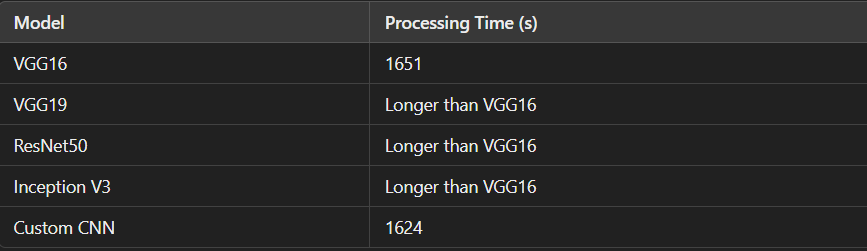 Model Processing Time (s)
VGG16 1651
VGG19 Longer than VGG16
ResNet50 Longer than VGG16
Inception V3 Longer than VGG16
Custom CNN 1624